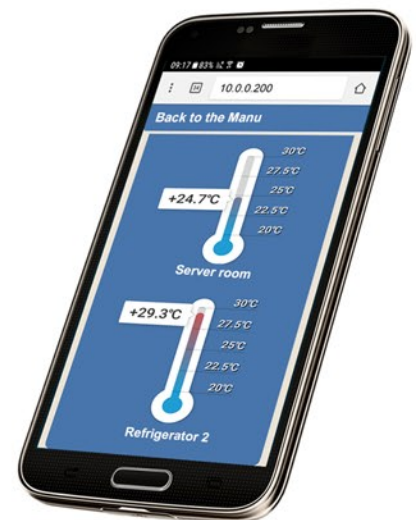 09:17 83%
10.0.0.200
Back to the Manu
30°C
27.5°C
25°C
+24.7°C
22.5°C
20°C
Server room
30°C
+29.3°C
27.5°C
25°C
22.5°C
20°C
Refrigerator 2